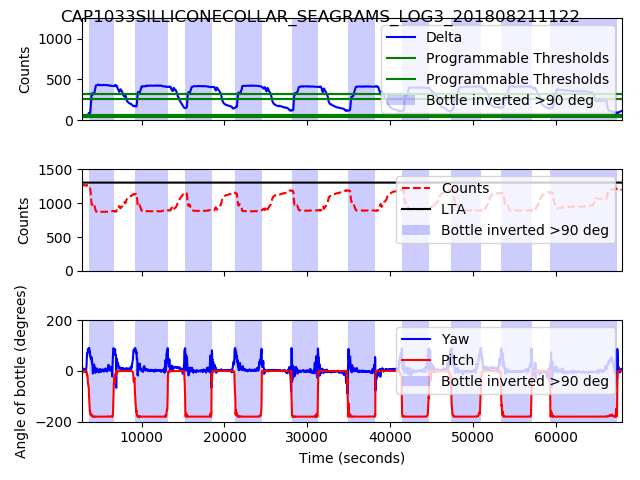 CAP1033SILLICONECOLLAR_SEAGRAMS_LOG3_201808211122
1000
500
0
Counts
Delta
Programmable Thresholds
Programmable Thresholds
Bottle inverted >90 deg
1500
1000
500
0
Counts
Counts
LTA
Bottle inverted >90 deg
200
0
−200
Angle of bottle (degrees)
Yaw
Pitch
Bottle inverted >90 deg
10000 20000 30000 40000 50000 60000
Time (seconds)